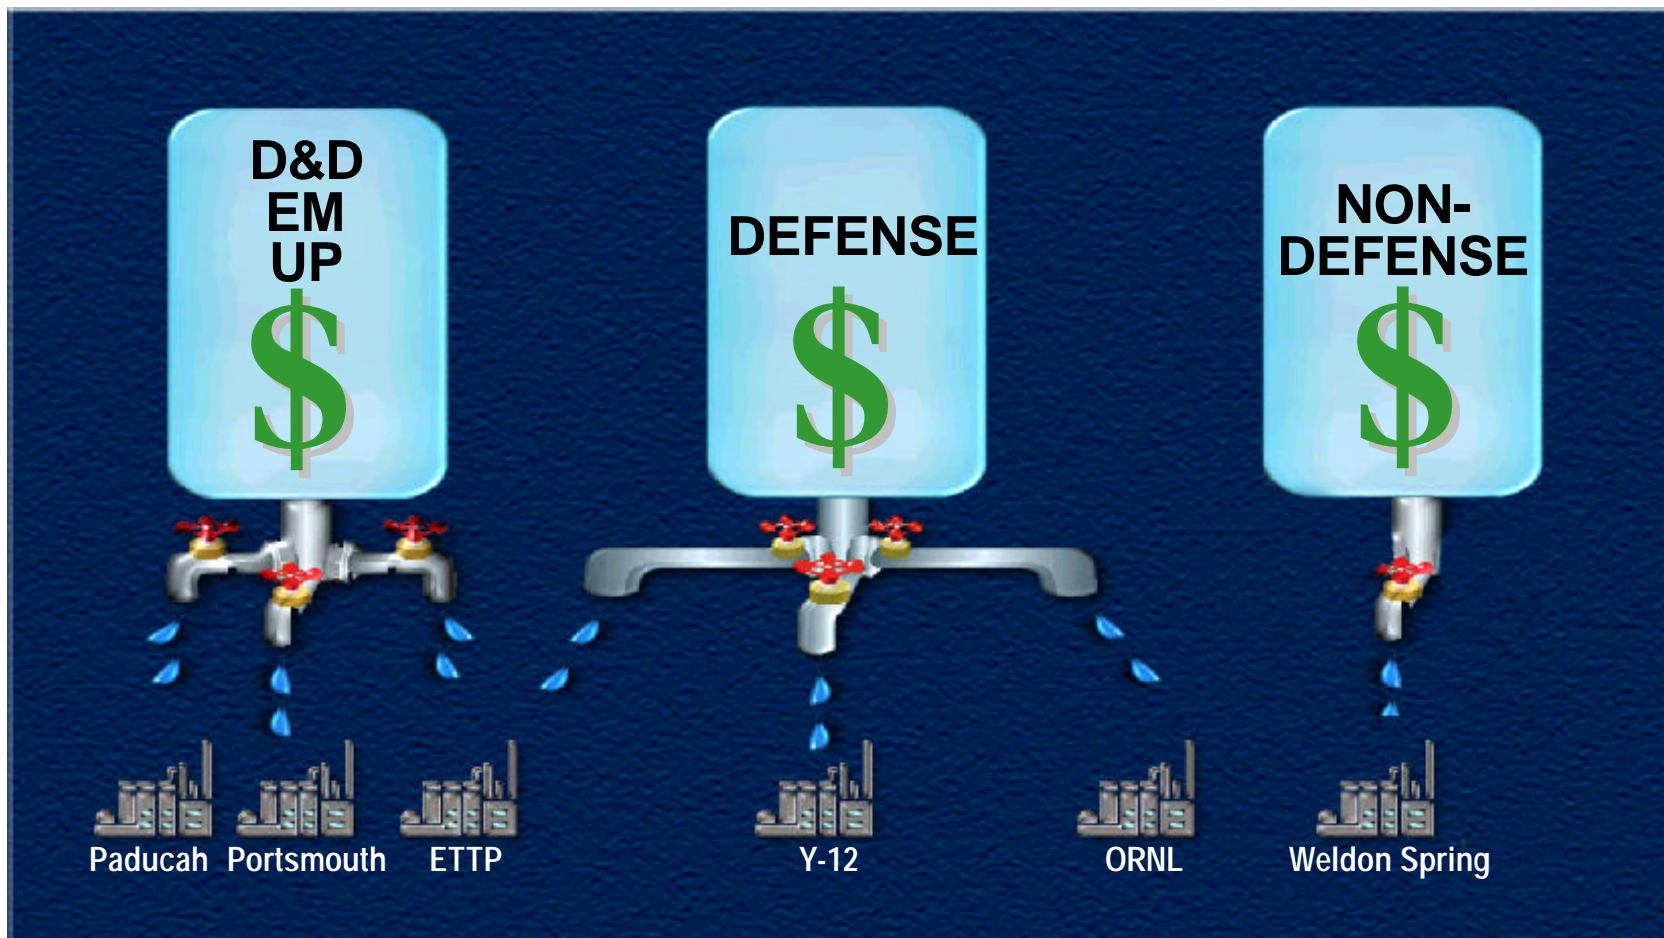 D&D
EM
UP
$
DEFENSE
$
NON-
DEFENSE
$
Paducah
Portsmouth
ETTP
Y-12
ORNL
Weldon Spring